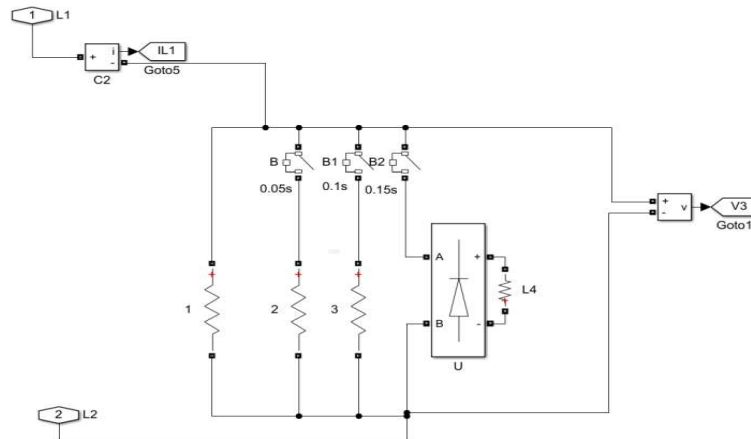 1 L1
+ i IL1
-
C2 Goto5
B B1 B2
0.05s 0.1s 0.15s
+ v V3
-
Goto1
A +
1 2 3 L4
B -
U
2 L2